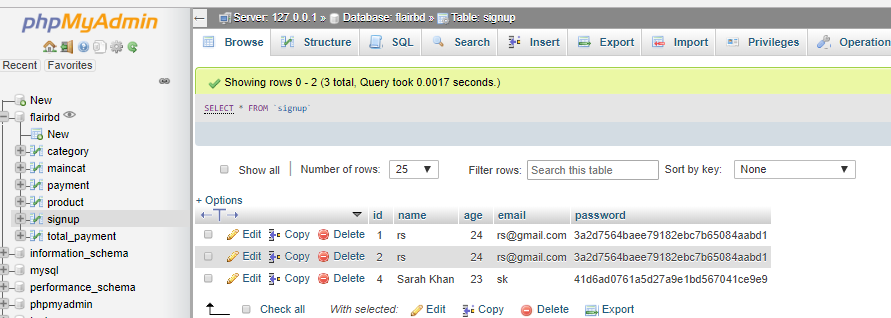 phpMyAdmin
Recent Favorites
New
flairbd
New
category
maincat
payment
product
signup
total_payment
information_schema
mysql
performance_schema
phpmyadmin
Server: 127.0.0.1 » Database: flairbd » Table: signup
Browse Structure SQL Search Insert Export Import Privileges Operation
Showing rows 0 - 2 (3 total, Query took 0.0017 seconds.)
SELECT * FROM `signup`
Show all Number of rows: 25 Filter rows: Search this table Sort by key: None
+ Options
id name age email password
Edit Copy Delete 1 rs 24 rs@gmail.com 3a2d7564baee79182ebc7b65084aabd1
Edit Copy Delete 2 rs 24 rs@gmail.com 3a2d7564baee79182ebc7b65084aabd1
Edit Copy Delete 4 Sarah Khan 23 sk 41d6ad0761a5d27a9e1bd567041ce9e9
Check all With selected: Edit Copy Delete Export